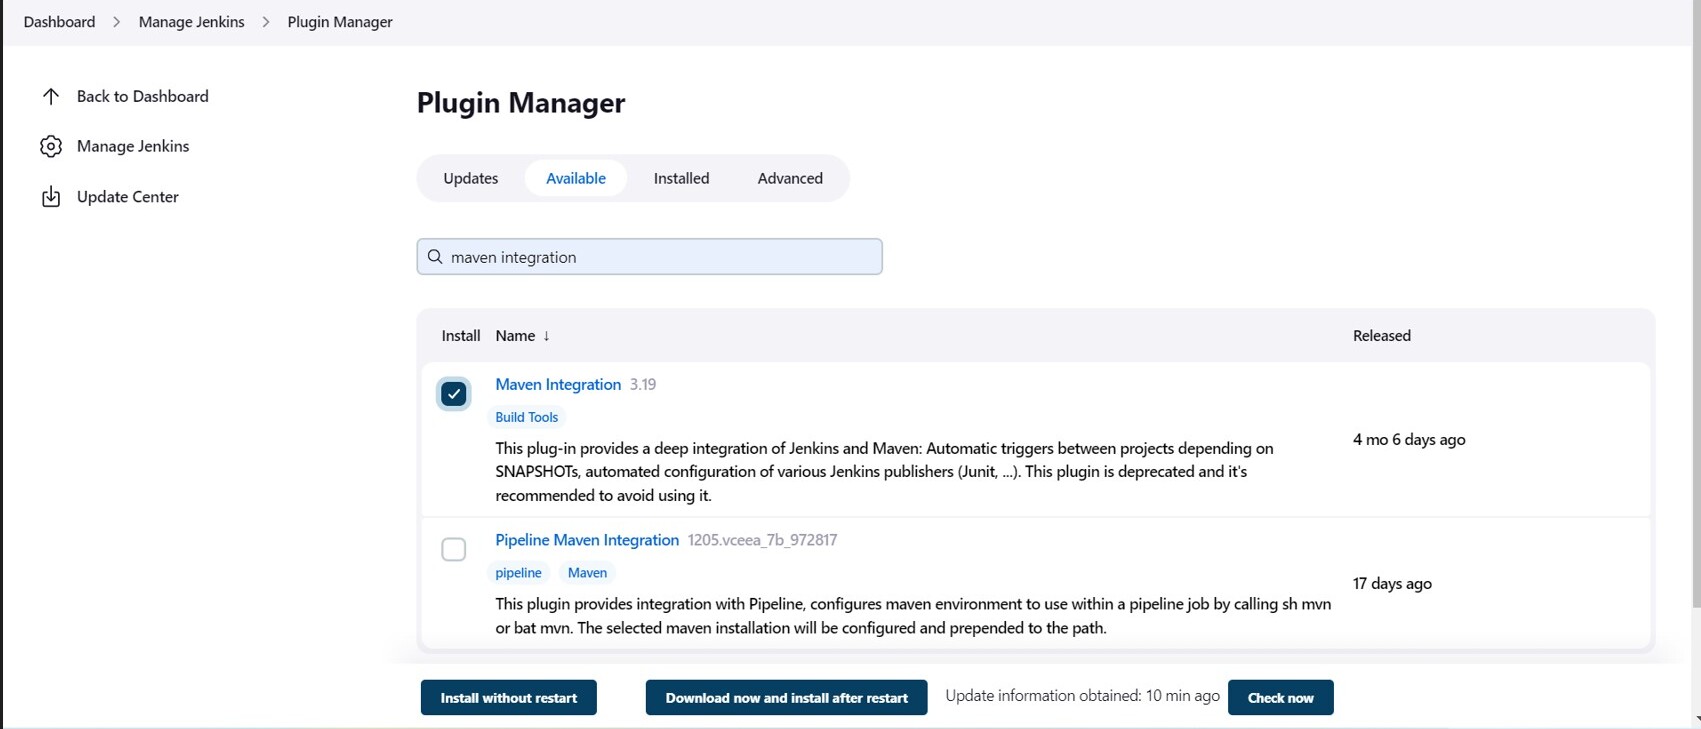 Dashboard > Manage Jenkins > Plugin Manager
Back to Dashboard
Manage Jenkins
Update Center
Plugin Manager
Updates Available Installed Advanced
maven integration
Install Name ↓ Released
Maven Integration 3.19
Build Tools
This plug-in provides a deep integration of Jenkins and Maven: Automatic triggers between projects depending on
SNAPSHOTs, automated configuration of various Jenkins publishers (Junit, ...). This plugin is deprecated and it's
recommended to avoid using it.
4 mo 6 days ago
Pipeline Maven Integration 1205.vceea_7b_972817
pipeline Maven
This plugin provides integration with Pipeline, configures maven environment to use within a pipeline job by calling sh mvn
or bat mvn. The selected maven installation will be configured and prepended to the path.
17 days ago
Install without restart Download now and install after restart Update information obtained: 10 min ago Check now